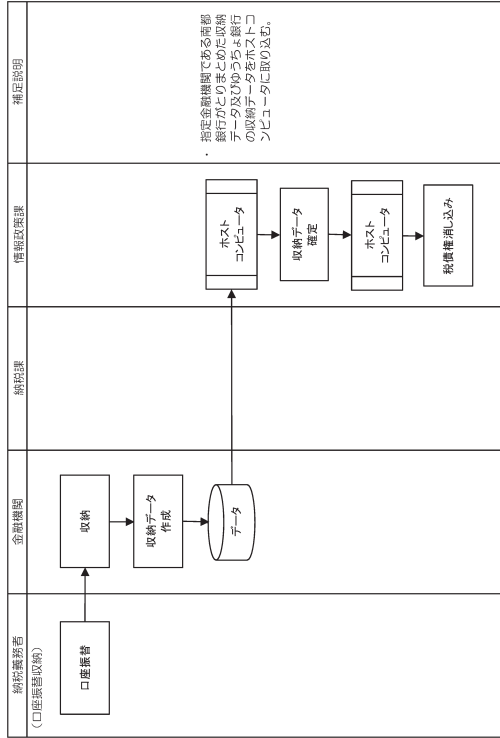 納税義務者
金融機関
納税課
情報政策課
補足説明
（口座振替収納）
口座振替
収納
収納データ
作成
データ
ホスト
コンピュータ
収納データ
確定
ホスト
コンピュータ
税債権消し込み
・ 指定金融機関である南都
銀行がとりまとめた収納
データ及びゆうちょ銀行
の収納データをホストコ
ンピュータに取り込む。